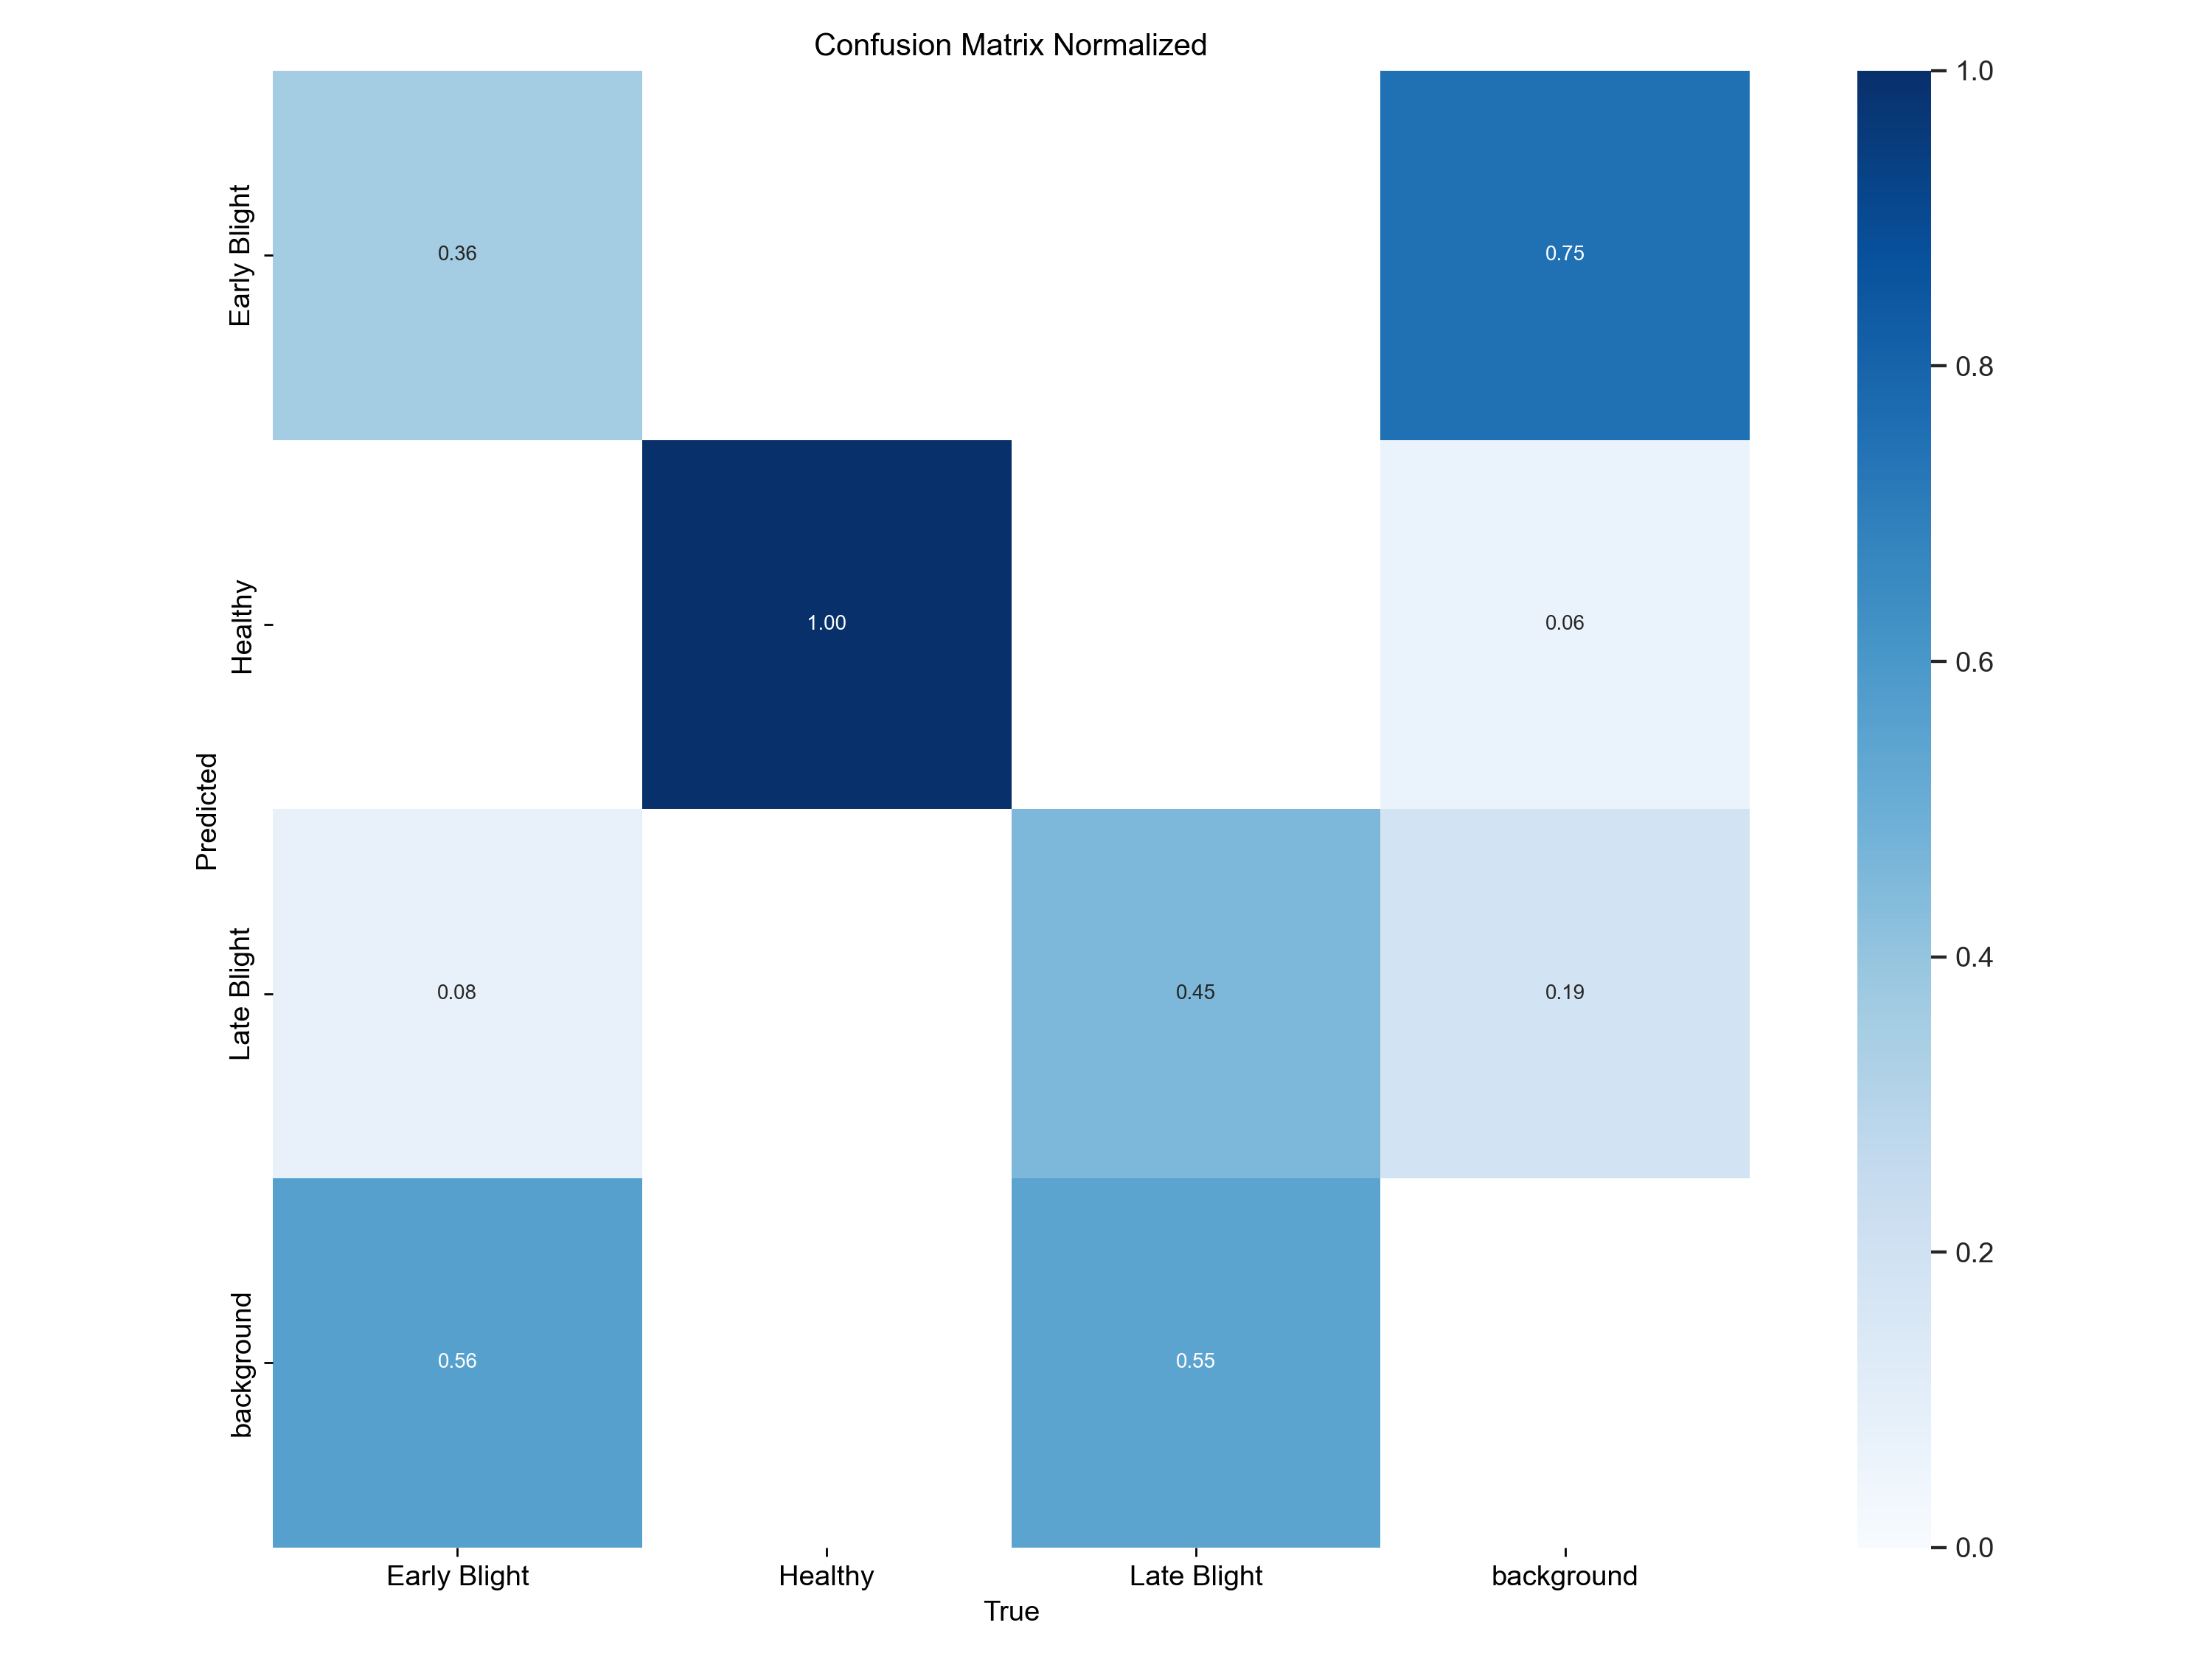 Confusion Matrix Normalized
Early Blight
0.36
0.75
Healthy
1.00
0.06
Late Blight
0.08
0.45
0.19
background
0.56
0.55
Predicted
Early Blight
Healthy
Late Blight
background
True
1.0
0.8
0.6
0.4
0.2
0.0